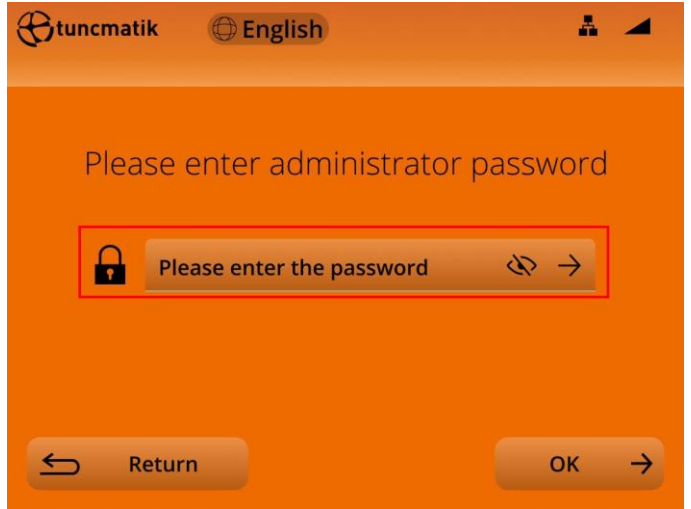 tuncmatik
English
Please enter administrator password
Please enter the password
Return
OK